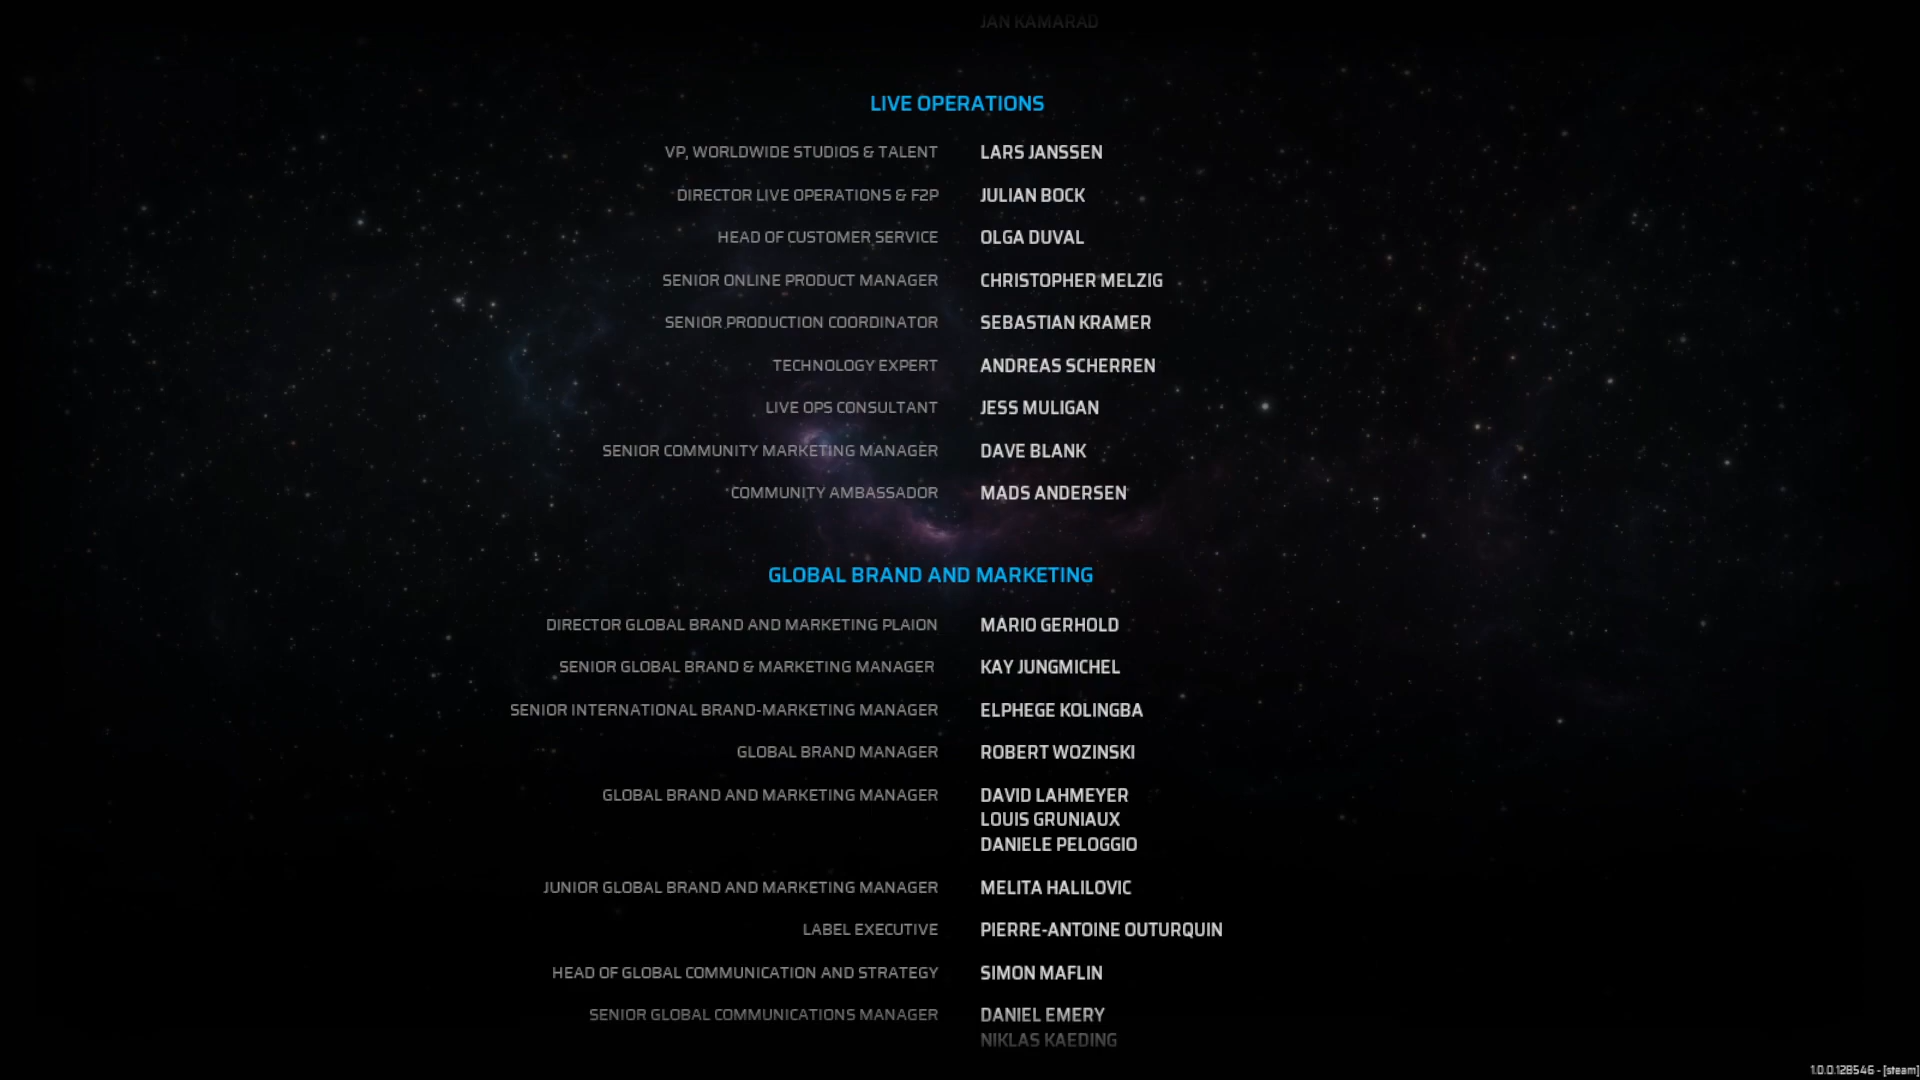 JAN KAMARAD
LIVE OPERATIONS
VP, WORLDWIDE STUDIOS & TALENT LARS JANSSEN
DIRECTOR LIVE OPERATIONS & F2P JULIAN BOCK
HEAD OF CUSTOMER SERVICE OLGA DUVAL
SENIOR ONLINE PRODUCT MANAGER CHRISTOPHER MELZIG
SENIOR PRODUCTION COORDINATOR SEBASTIAN KRAMER
TECHNOLOGY EXPERT ANDREAS SCHERREN
LIVE OPS CONSULTANT JESS MULIGAN
SENIOR COMMUNITY MARKETING MANAGER DAVE BLANK
COMMUNITY AMBASSADOR MADS ANDERSEN
GLOBAL BRAND AND MARKETING
DIRECTOR GLOBAL BRAND AND MARKETING PLAION MARIO GERHOLD
SENIOR GLOBAL BRAND & MARKETING MANAGER KAY JUNGMICHEL
SENIOR INTERNATIONAL BRAND-MARKETING MANAGER ELPHEGE KOLINGBA
GLOBAL BRAND MANAGER ROBERT WOZINSKI
GLOBAL BRAND AND MARKETING MANAGER DAVID LAHMEYER
LOUIS GRUNIAUX
DANIELE PELOGGIO
JUNIOR GLOBAL BRAND AND MARKETING MANAGER MELITA HALILOVIC
LABEL EXECUTIVE PIERRE-ANTOINE OUTURQUIN
HEAD OF GLOBAL COMMUNICATION AND STRATEGY SIMON MAFLIN
SENIOR GLOBAL COMMUNICATIONS MANAGER DANIEL EMERY
NIKLAS KAEDING
1.0.0.128546 - [steam]